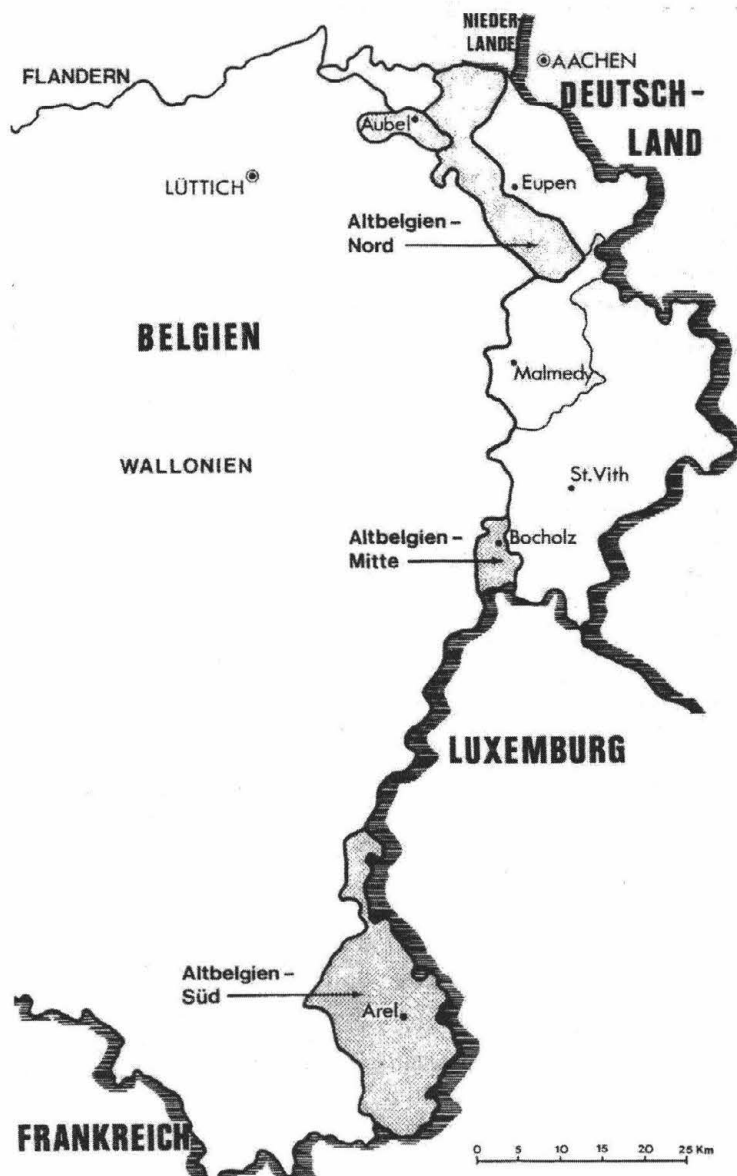 NIEDER-
LANDE
AACHEN
FLANDERN
DEUTSCH-
LAND
Aubel
LÜTTICH
Eupen
Altbelgien-
Nord
BELGIEN
Malmedy
WALLONIEN
St.Vith
Altbelgien-
Mitte
Bocholz
LUXEMBURG
Altbelgien-
Süd
Arel
FRANKREICH
0 5 10 15 20 25 Km